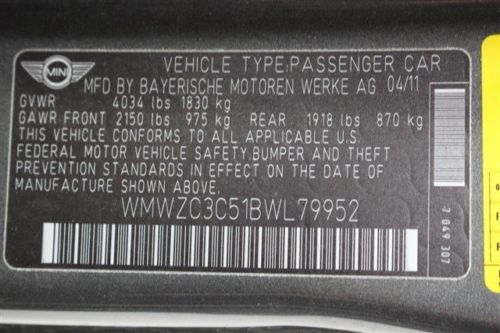 MINI
VEHICLE TYPE:PASSENGER CAR
MFD BY BAYERISCHE MOTOREN WERKE AG 04/11
GVWR 4034 lbs 1830 kg
GAWR FRONT 2150 lbs 975 kg REAR 1918 lbs 870 kg
THIS VEHICLE CONFORMS TO ALL APPLICABLE U.S.
FEDERAL MOTOR VEHICLE SAFETY,BUMPER AND THEFT
PREVENTION STANDARDS IN EFFECT ON THE DATE OF
MANUFACTURE SHOWN ABOVE.
WMWZC3C51BWL79952
7 049 307